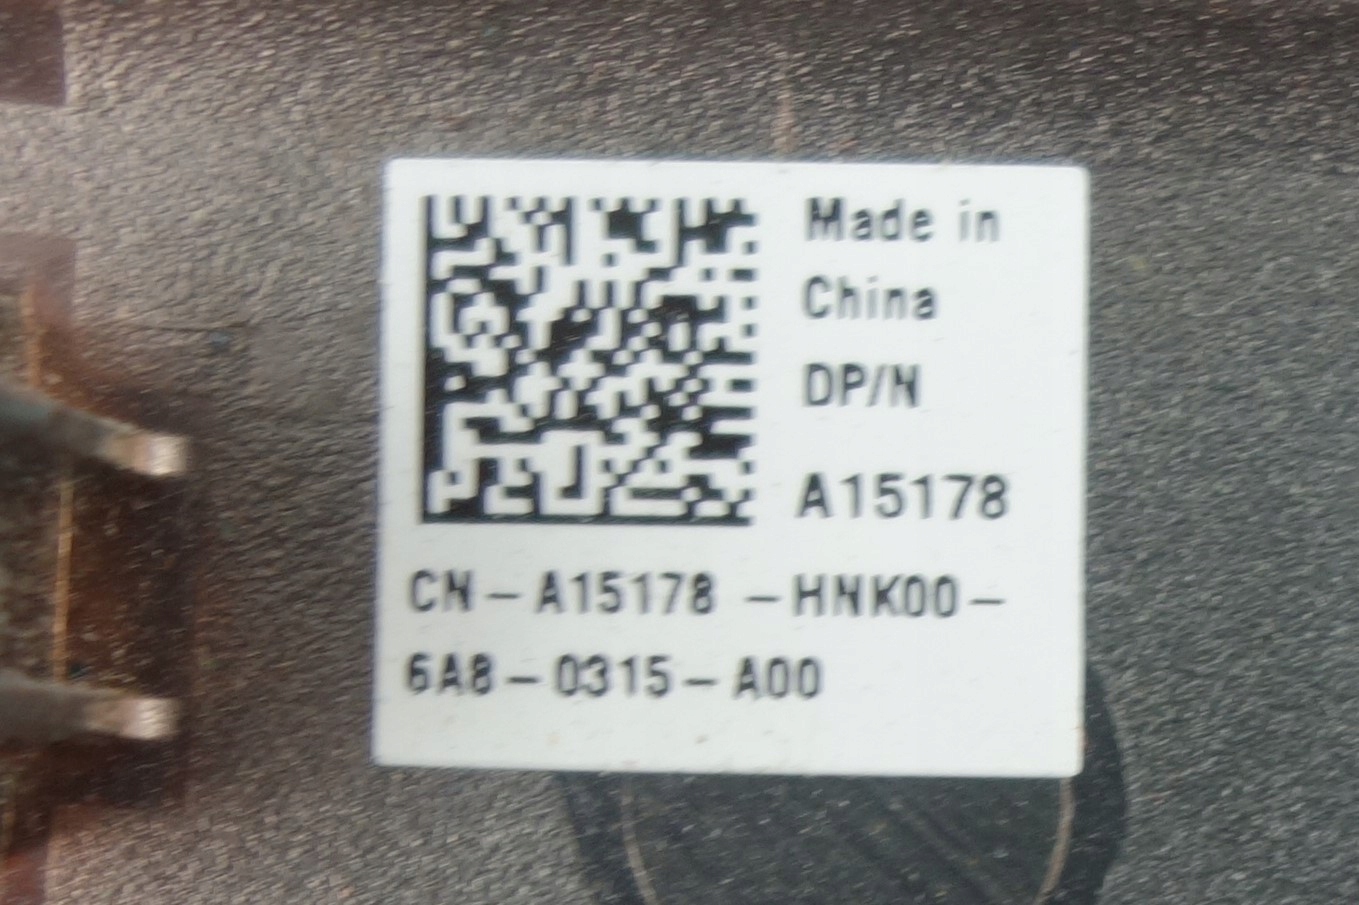 Made in
China
DP/N
A15178
CN-A15178 -HNK00-
6A8-0315-A00